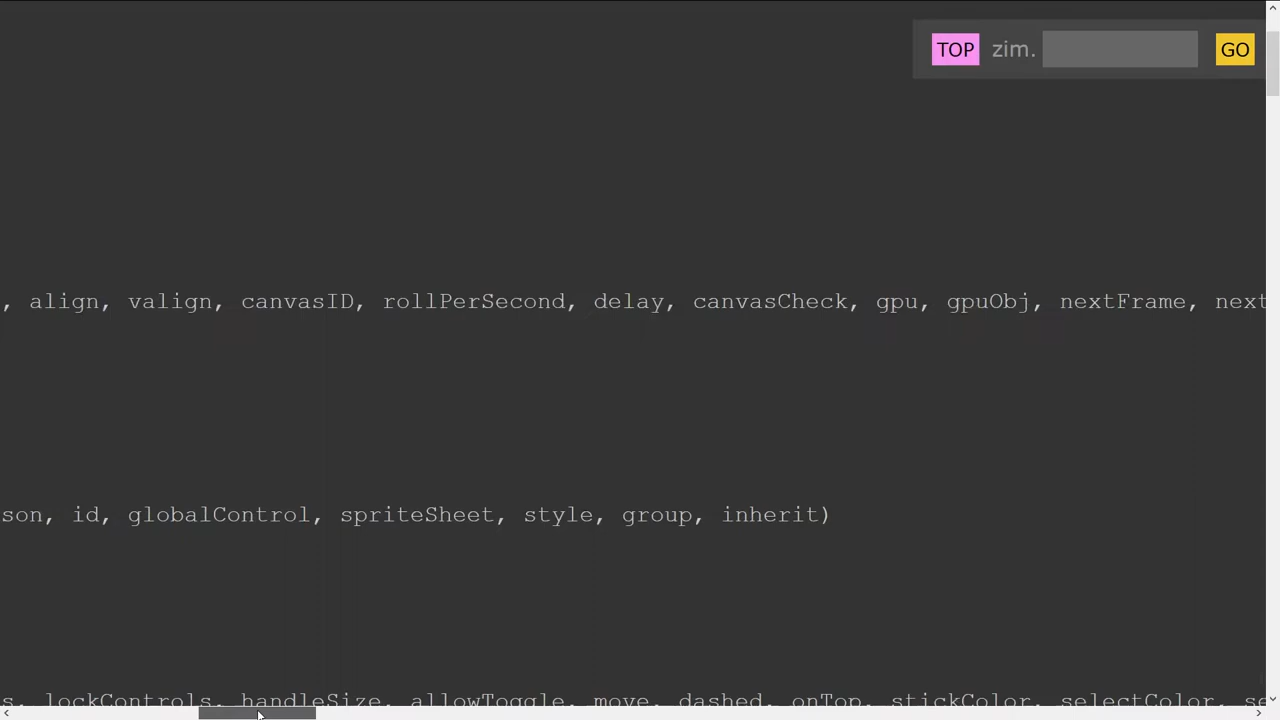 TOP zim. GO
, align, valign, canvasID, rollPerSecond, delay, canvasCheck, gpu, gpuObj, nextFrame, next
son, id, globalControl, spriteSheet, style, group, inherit)
s, lockControls, handleSize, allowToggle, move, dashed, onTop, stickColor, selectColor, se